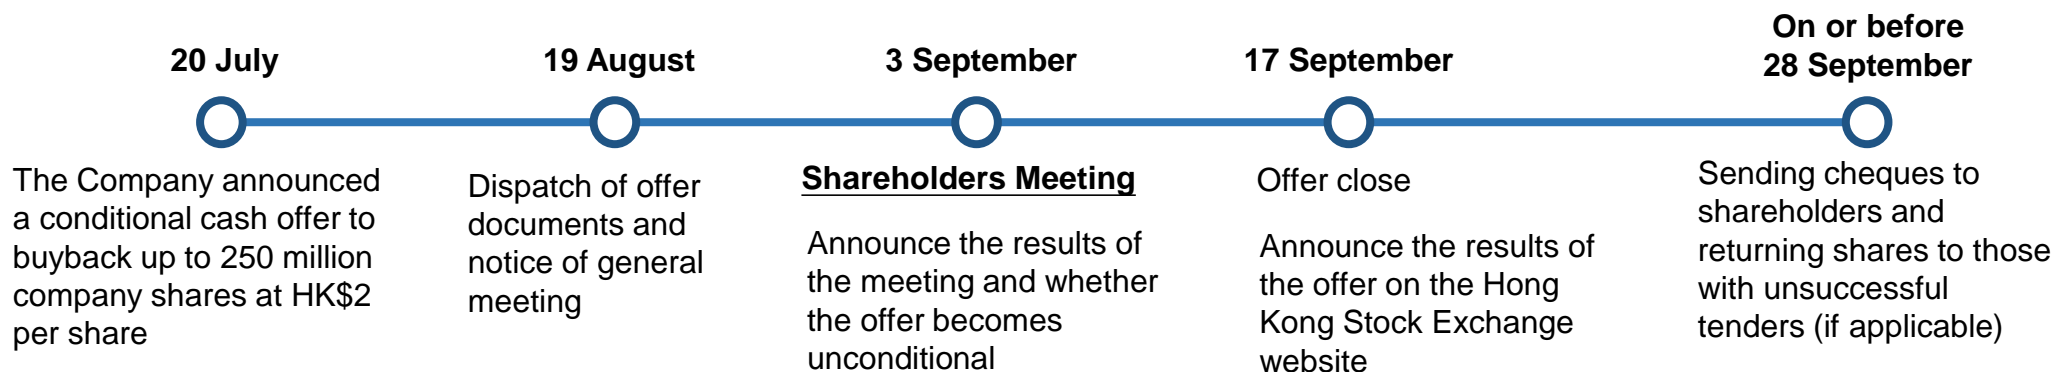 20 July
The Company announced
a conditional cash offer to
buyback up to 250 million
company shares at HK$2
per share
19 August
Dispatch of offer
documents and
notice of general
meeting
3 September
Shareholders Meeting
Announce the results of
the meeting and whether
the offer becomes
unconditional
17 September
Offer close
Announce the results of
the offer on the Hong
Kong Stock Exchange
website
On or before
28 September
Sending cheques to
shareholders and
returning shares to those
with unsuccessful
tenders (if applicable)